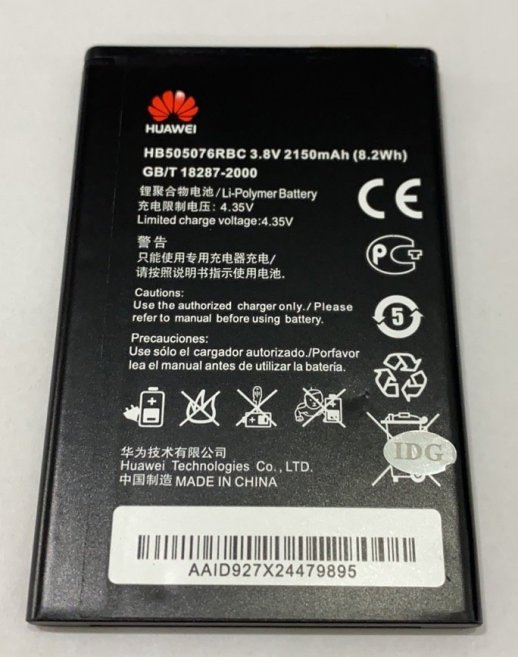 HUAWEI
HB505076RBC 3.8V 2150mAh (8.2Wh)
GB/T 18287-2000
锂聚合物电池/Li-Polymer Battery
充电限制电压: 4.35V
Limited charge voltage:4.35V
警告
只能使用专用充电器充电/
请按照说明书指示使用电池.
Cautions:
Use the authorized charger only./ Please
refer to manual before using battery.
Precauciones:
Use sólo el cargador autorizado./Porfavor
lea el manual antes de utilizar la batería.
CE
PCT
5
IDG
华为技术有限公司
Huawei Technologies Co., LTD.
中国制造 MADE IN CHINA
AAID927X24479895